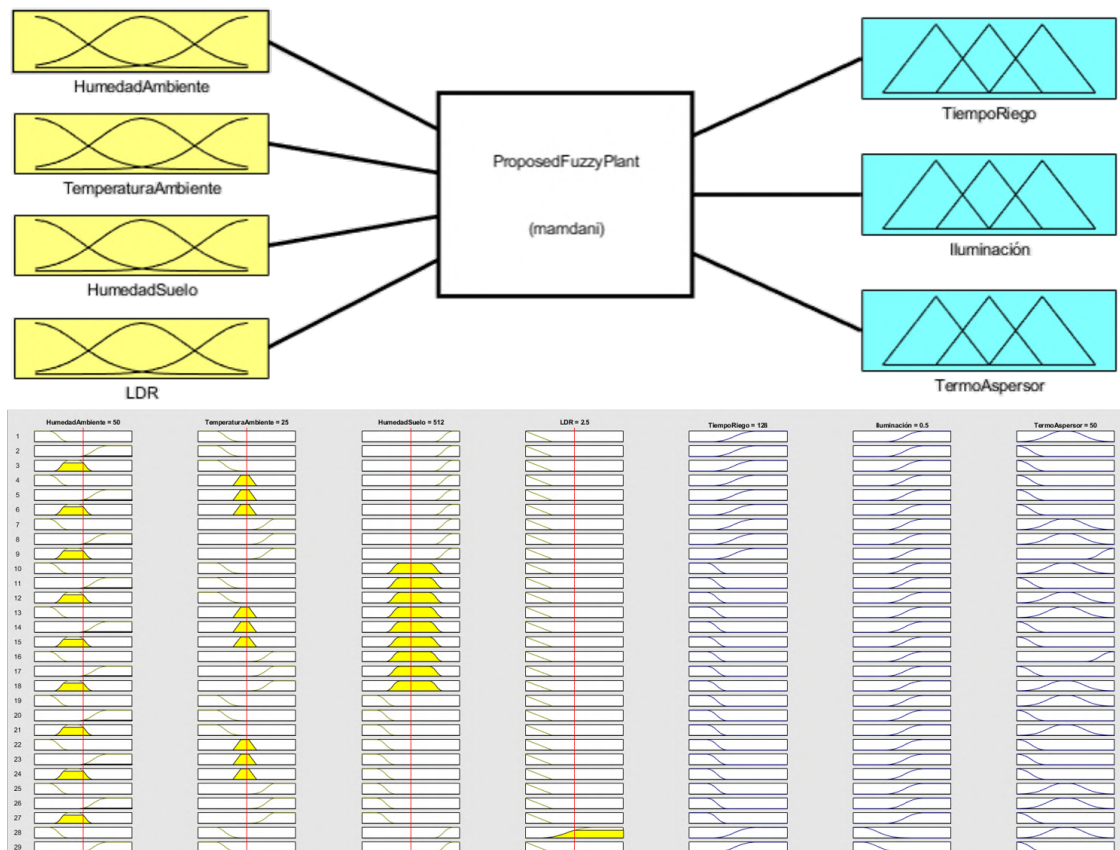 HumedadAmbiente
TemperaturaAmbiente
HumedadSuelo
LDR
ProposedFuzzyPlant
(mamdani)
TiempoRiego
Iluminación
TermoAspersor
HumedadAmbiente = 50 TemperaturaAmbiente = 25 HumedadSuelo = 512 LDR = 2.5 TiempoRiego = 128 Iluminación = 0.5 TermoAspersor = 50
1
2
3
4
5
6
7
8
9
10
11
12
13
14
15
16
17
18
19
20
21
22
23
24
25
26
27
28
29